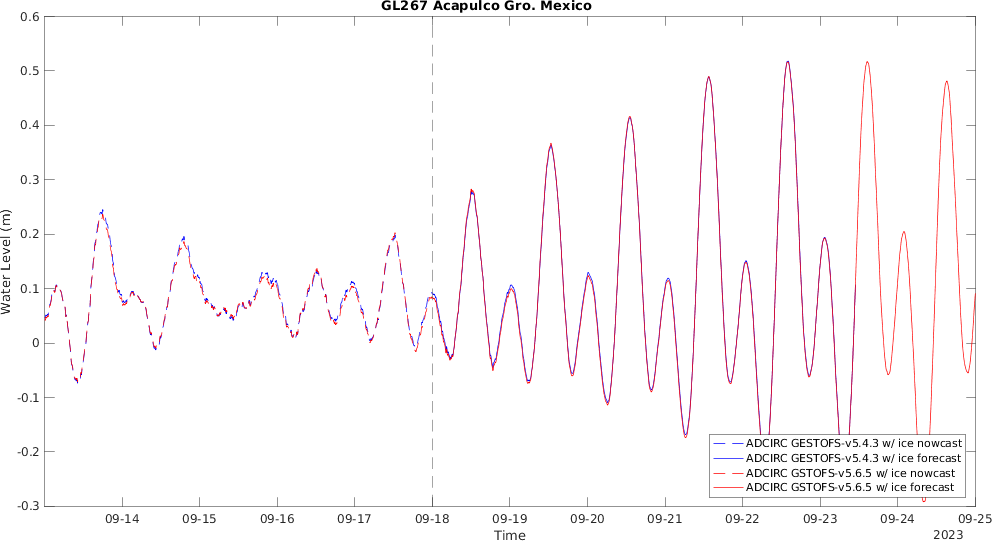 GL267 Acapulco Gro. Mexico
0.6
0.5
0.4
0.3
0.2
0.1
0
-0.1
-0.2
-0.3
Water Level (m)
ADCIRC GESTOFS-v5.4.3 w/ ice nowcast
ADCIRC GESTOFS-v5.4.3 w/ ice forecast
ADCIRC GSTOFS-v5.6.5 w/ ice nowcast
ADCIRC GSTOFS-v5.6.5 w/ ice forecast
09-14 09-15 09-16 09-17 09-18 09-19 09-20 09-21 09-22 09-23 09-24 09-25
Time
2023